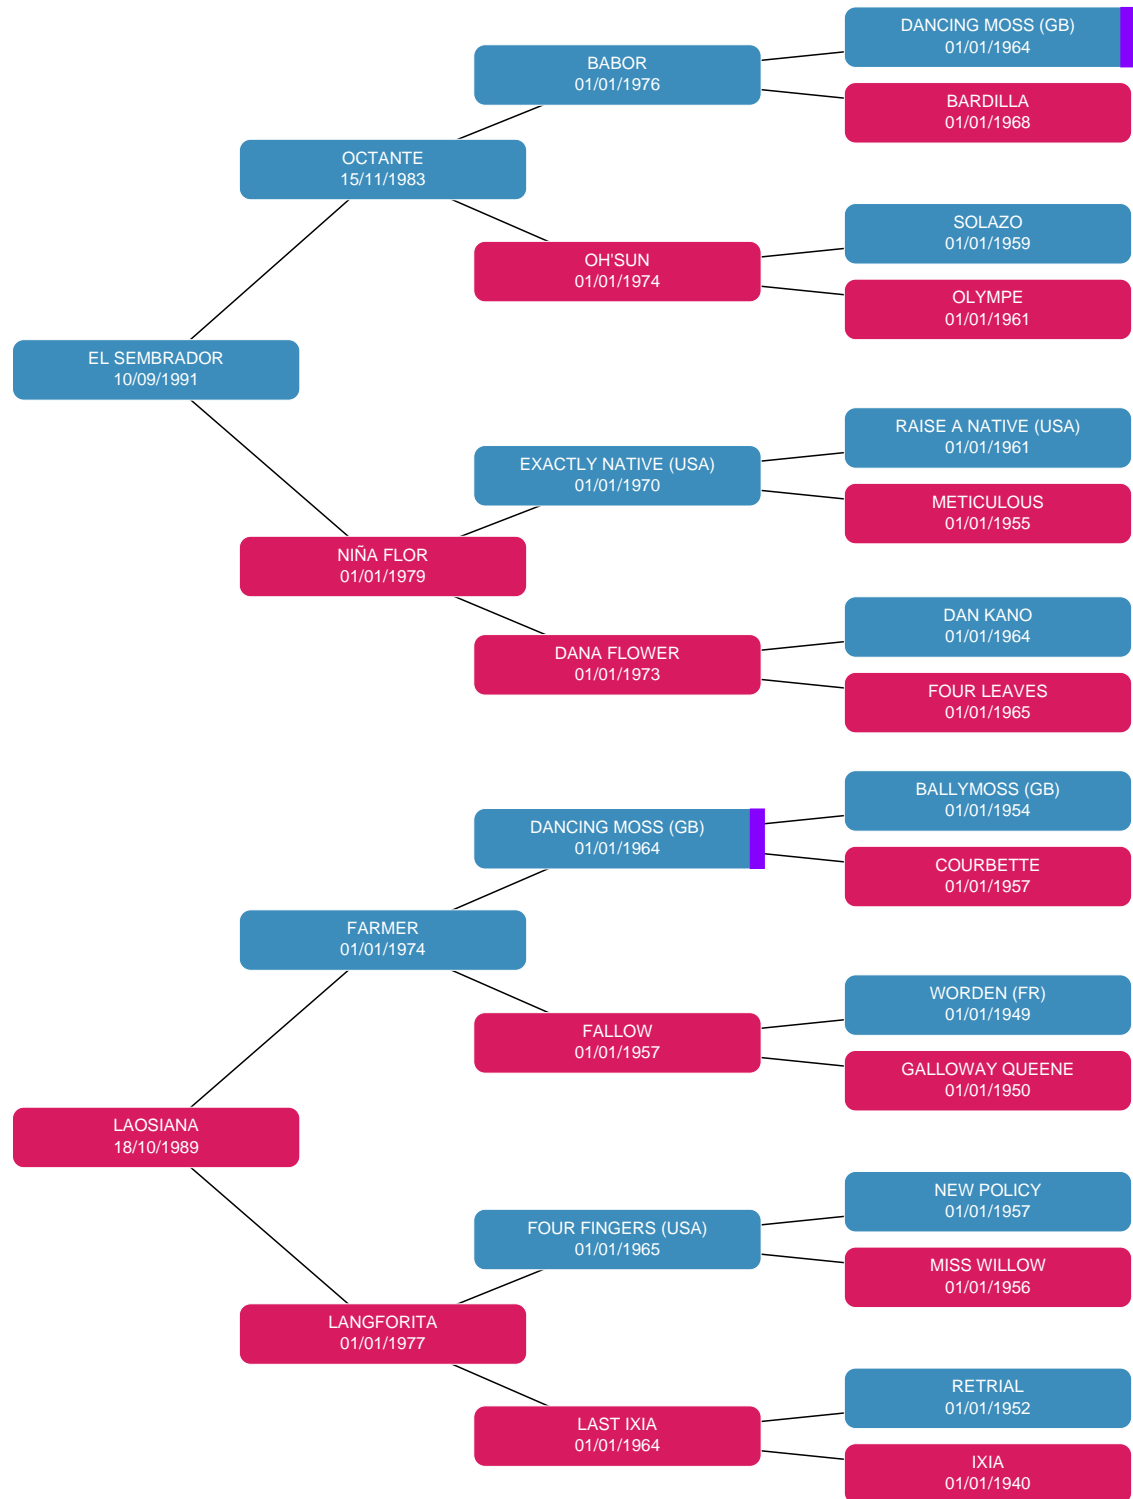 DANCING MOSS (GB)
01/01/1964
BABOR
01/01/1976
BARDILLA
01/01/1968
OCTANTE
15/11/1983
SOLAZO
01/01/1959
OH'SUN
01/01/1974
OLYMPE
01/01/1961
EL SEMBRADOR
10/09/1991
RAISE A NATIVE (USA)
01/01/1961
EXACTLY NATIVE (USA)
01/01/1970
METICULOUS
01/01/1955
NIÑA FLOR
01/01/1979
DAN KANO
01/01/1964
DANA FLOWER
01/01/1973
FOUR LEAVES
01/01/1965
BALLYMOSS (GB)
01/01/1954
DANCING MOSS (GB)
01/01/1964
COURBETTE
01/01/1957
FARMER
01/01/1974
WORDEN (FR)
01/01/1949
FALLOW
01/01/1957
GALLOWAY QUEENE
01/01/1950
LAOSIANA
18/10/1989
NEW POLICY
01/01/1957
FOUR FINGERS (USA)
01/01/1965
MISS WILLOW
01/01/1956
LANGFORITA
01/01/1977
RETRIAL
01/01/1952
LAST IXIA
01/01/1964
IXIA
01/01/1940